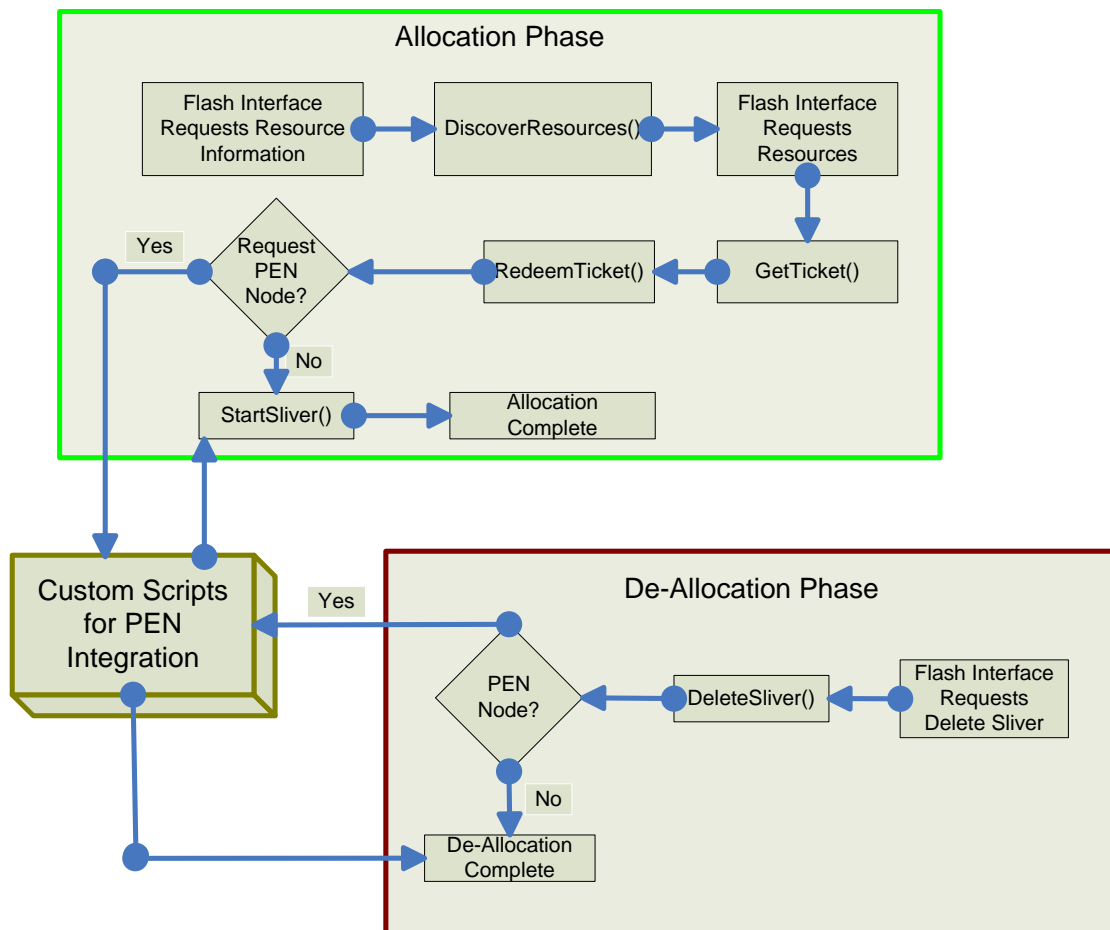 Allocation Phase
Flash Interface
Requests Resource
Information
DiscoverResources()
Flash Interface
Requests
Resources
Yes
Request
PEN
Node?
RedeemTicket()
GetTicket()
No
StartSliver()
Allocation
Complete
Custom Scripts
for PEN
Integration
De-Allocation Phase
Yes
PEN
Node?
DeleteSliver()
Flash Interface
Requests
Delete Sliver
No
De-Allocation
Complete